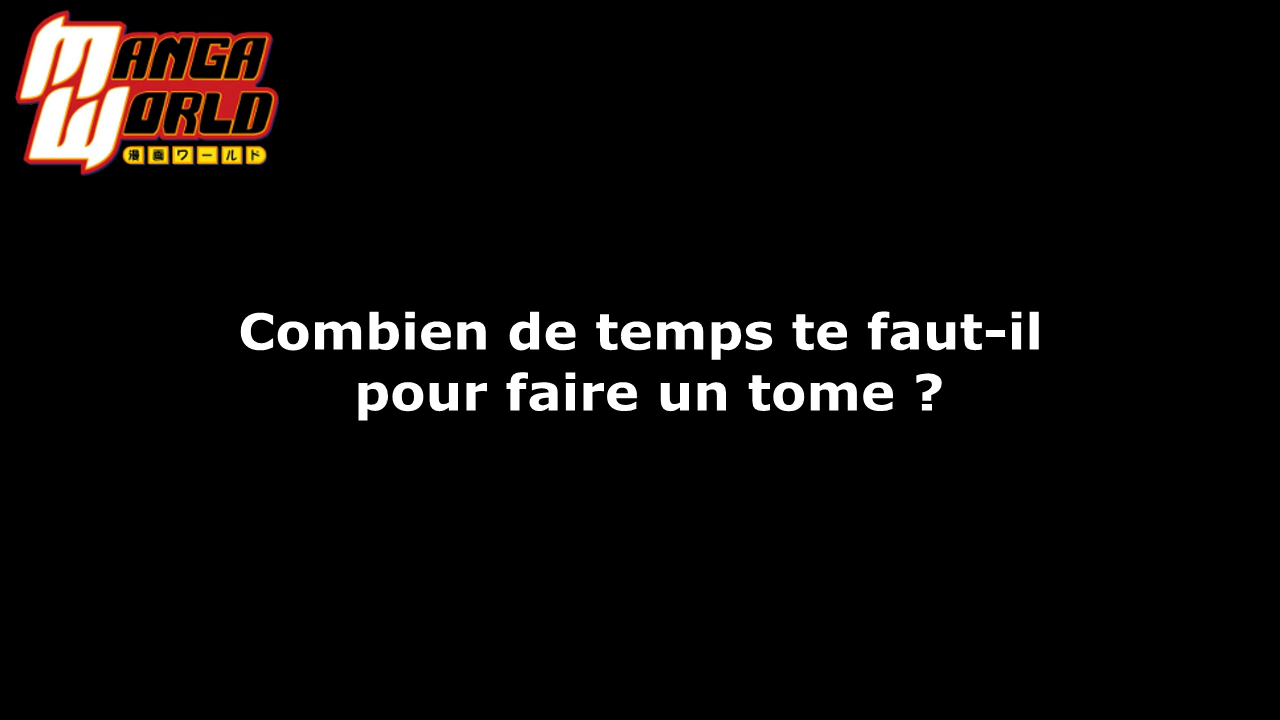 MANGA
WORLD
漫画ワールド
Combien de temps te faut-il
pour faire un tome ?